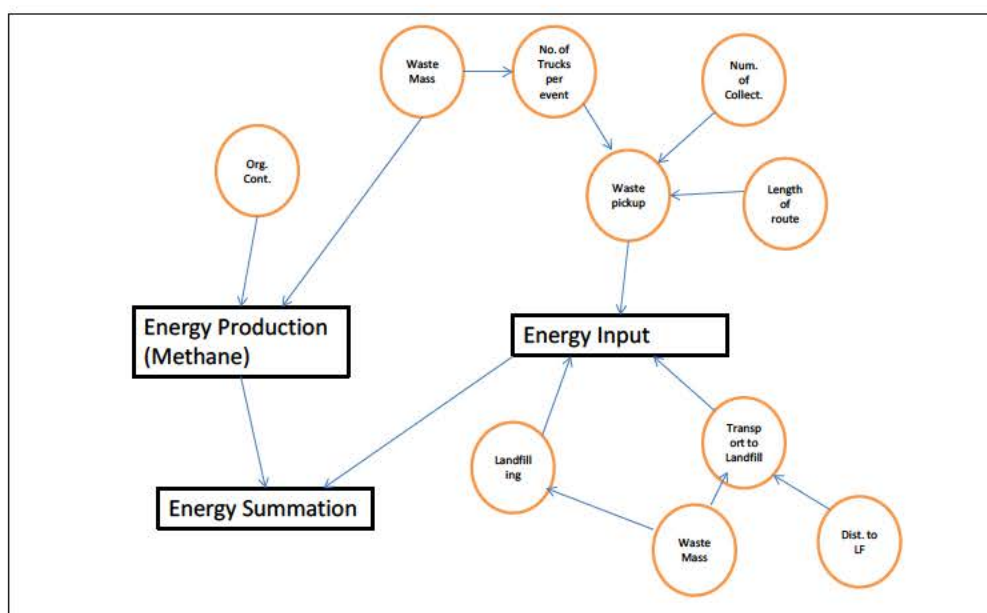 Waste
Mass
No. of
Trucks
per
event
Num.
of
Collect.
Org.
Cont.
Waste
pickup
Length
of
route
Energy Production
(Methane)
Energy Input
Transp
ort to
Landfill
Landfill
ing
Energy Summation
Waste
Mass
Dist. to
LF